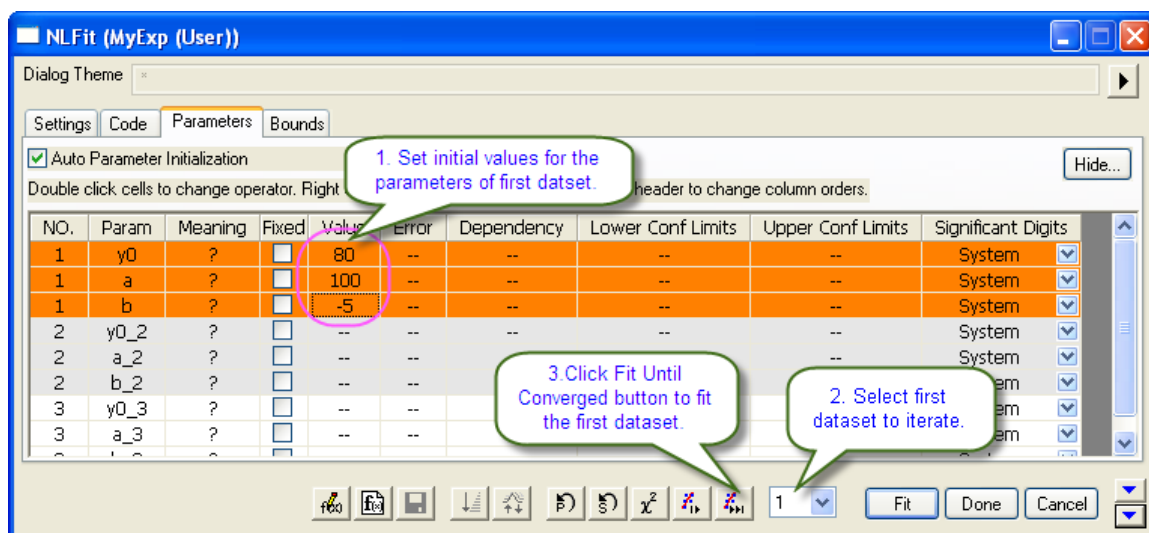 NLFit (MyExp (User))
Dialog Theme *
Settings Code Parameters Bounds
Auto Parameter Initialization
Hide...
1. Set initial values for the
parameters of first datset.
Double click cells to change operator. Right header to change column orders.
NO. Param Meaning Fixed Value Error Dependency Lower Conf Limits Upper Conf Limits Significant Digits
1 y0 ? 80 -- -- -- -- System
1 a ? 100 -- -- -- -- System
1 b ? -5 -- -- -- -- System
2 y0_2 ? -- -- -- -- -- System
2 a_2 ? -- -- -- System
2 b_2 ? -- -- em
3 y0_3 ? -- -- em
3 a_3 ? -- -- em
3.Click Fit Until
Converged button to fit
the first dataset.
2. Select first
dataset to iterate.
1 Fit Done Cancel